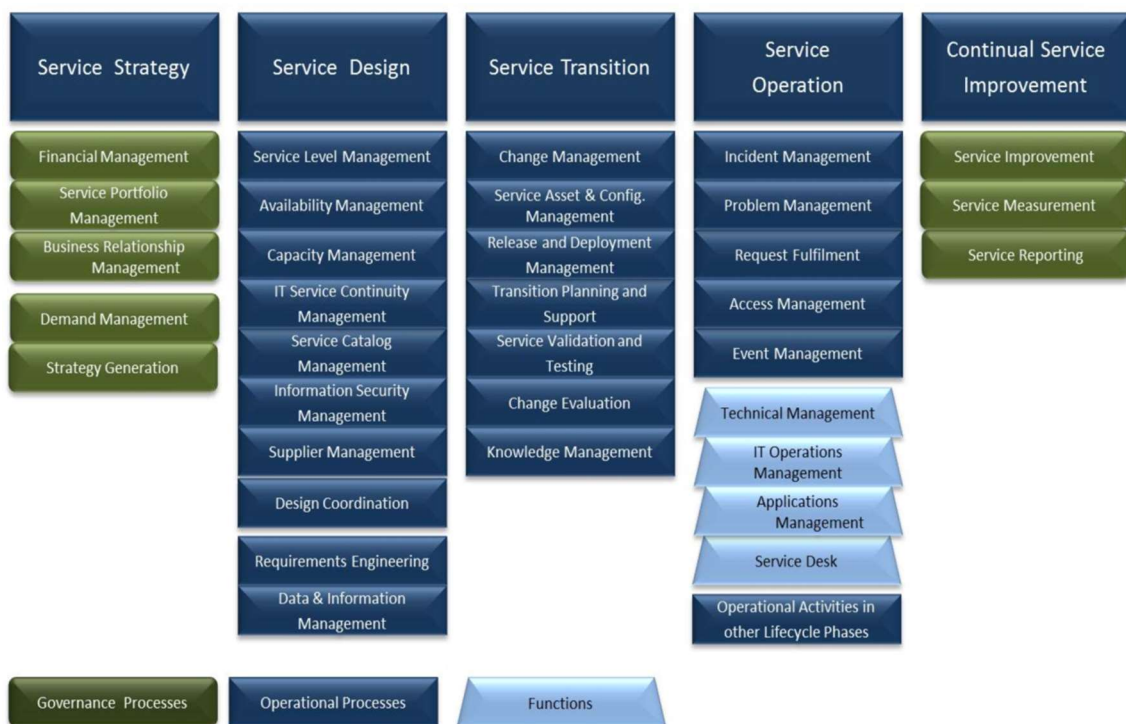 Service Strategy
Service Design
Service Transition
Service
Operation
Continual Service
Improvement
Financial Management
Service Portfolio
Management
Business Relationship
Management
Demand Management
Strategy Generation
Service Level Management
Availability Management
Capacity Management
IT Service Continuity
Management
Service Catalog
Management
Information Security
Management
Supplier Management
Design Coordination
Requirements Engineering
Data & Information
Management
Change Management
Service Asset & Config.
Management
Release and Deployment
Management
Transition Planning and
Support
Service Validation and
Testing
Change Evaluation
Knowledge Management
Incident Management
Problem Management
Request Fulfilment
Access Management
Event Management
Technical Management
IT Operations
Management
Applications
Management
Service Desk
Operational Activities in
other Lifecycle Phases
Service Improvement
Service Measurement
Service Reporting
Governance Processes
Operational Processes
Functions